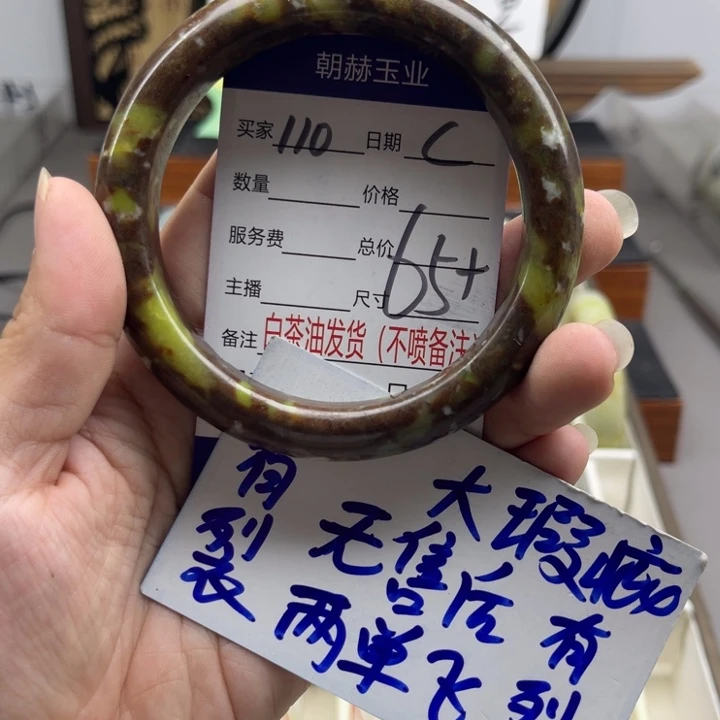 朝赫玉业
买家 110 日期 C
数量 价格
服务费 总价
主播 尺寸 65+
备注 白茶油发货（不喷备注
有裂
大瑕疵
无售后
有裂
两单飞